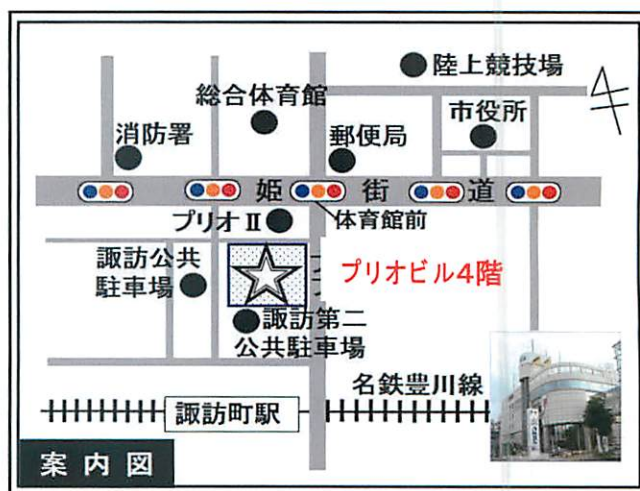 陸上競技場
総合体育館
市役所
消防署
郵便局
姫街道
プリオⅡ
体育館前
諏訪公共
駐車場
プリオビル4階
諏訪第二
公共駐車場
名鉄豊川線
諏訪町駅
案内図